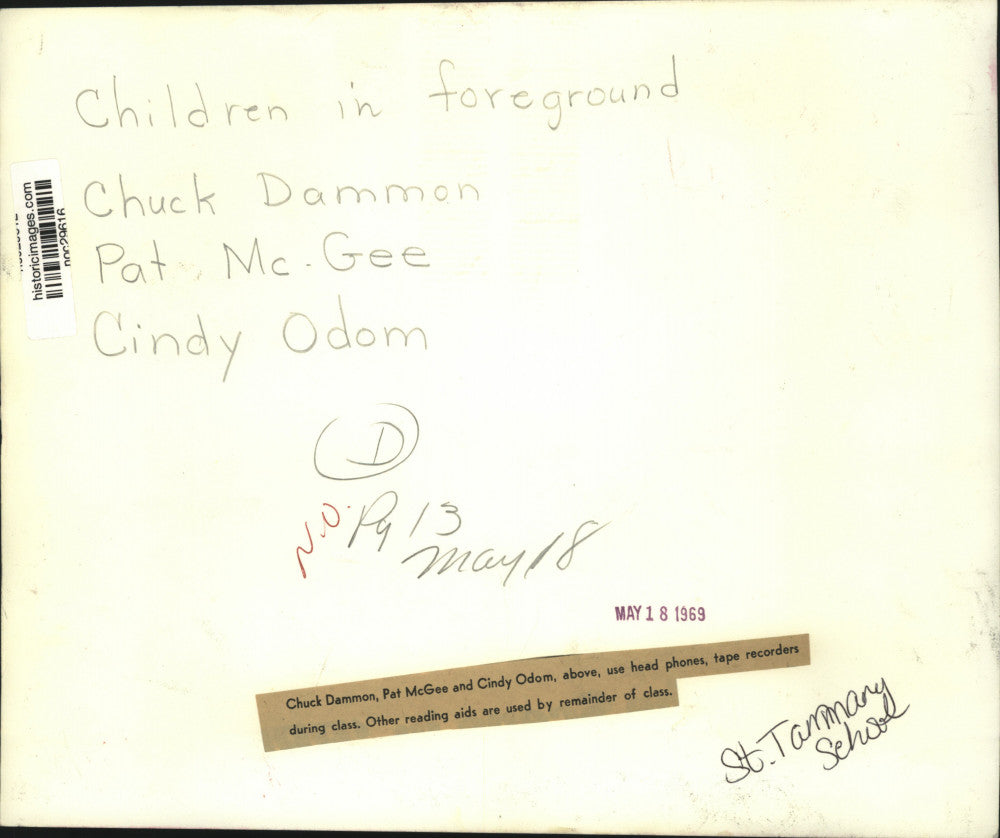 Children in foreground
Chuck Dammon
Pat Mc. Gee
Cindy Odom
historicimages.com
noc29616
D
N.O. Pg 13
May 18
MAY 18 1969
Chuck Dammon, Pat McGee and Cindy Odom, above, use head phones, tape recorders
during class. Other reading aids are used by remainder of class.
St. Tammany
School